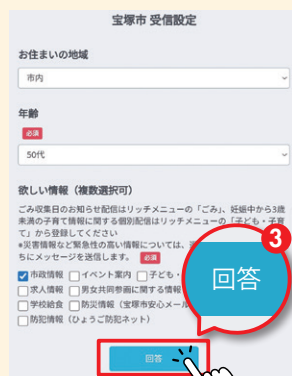 宝塚市 受信設定
お住まいの地域
市内
年齢
必須
50代
欲しい情報（複数選択可）
ごみ収集日のお知らせ配信はリッチメニューの「ごみ」、妊娠中から3歳
未満の子育て情報に関する個別配信はリッチメニューの「子ども・子育
て」から登録してください
*災害情報など緊急性の高い情報については、
ちにメッセージを送信します。 必須
市政情報 イベント案内 子ども・
求人情報 男女共同参画に関する情報
学校給食 防災情報（宝塚市安心メール
防犯情報（ひょうご防犯ネット）
3
回答
回答